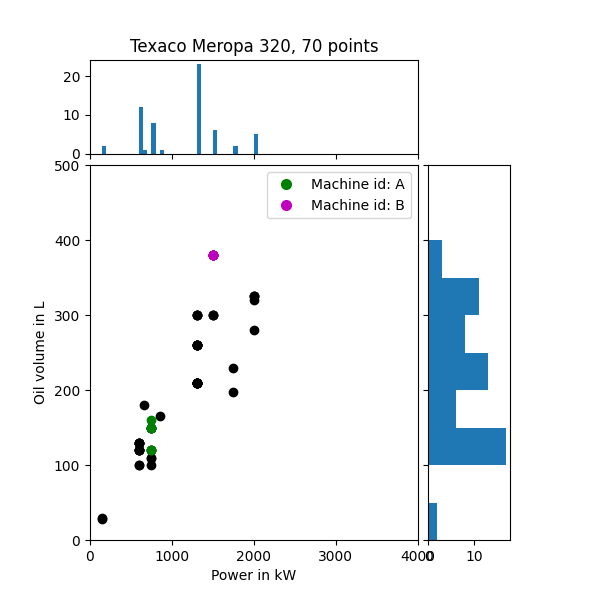 Texaco Meropa 320, 70 points
20
10
0
500
400
300
200
100
0
Oil volume in L
Machine id: A
Machine id: B
0 1000 2000 3000 4000
Power in kW
0 10